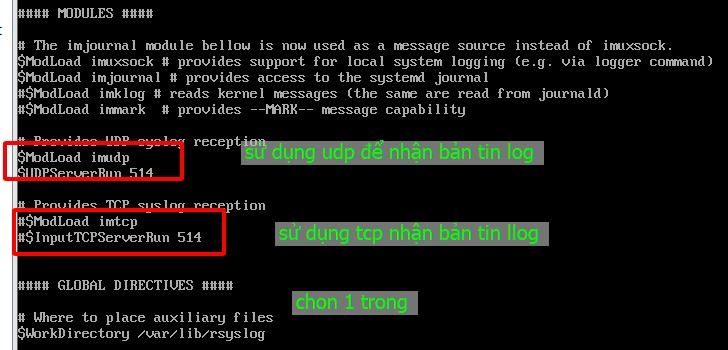 #### MODULES ####
# The imjournal module bellow is now used as a message source instead of imuxsock.
$ModLoad imuxsock # provides support for local system logging (e.g. via logger command)
$ModLoad imjournal # provides access to the systemd journal
#$ModLoad imklog # reads kernel messages (the same are read from journald)
#$ModLoad immark  # provides --MARK-- message capability
# Provides UDP syslog reception
sử dụng udp để nhận bản tin log
$ModLoad imudp
$UDPServerRun 514
# Provides TCP syslog reception
#$ModLoad imtcp
sử dụng tcp nhận bản tin llog
#$InputTCPServerRun 514
#### GLOBAL DIRECTIVES ####
chon 1 trong
# Where to place auxiliary files
$WorkDirectory /var/lib/rsyslog